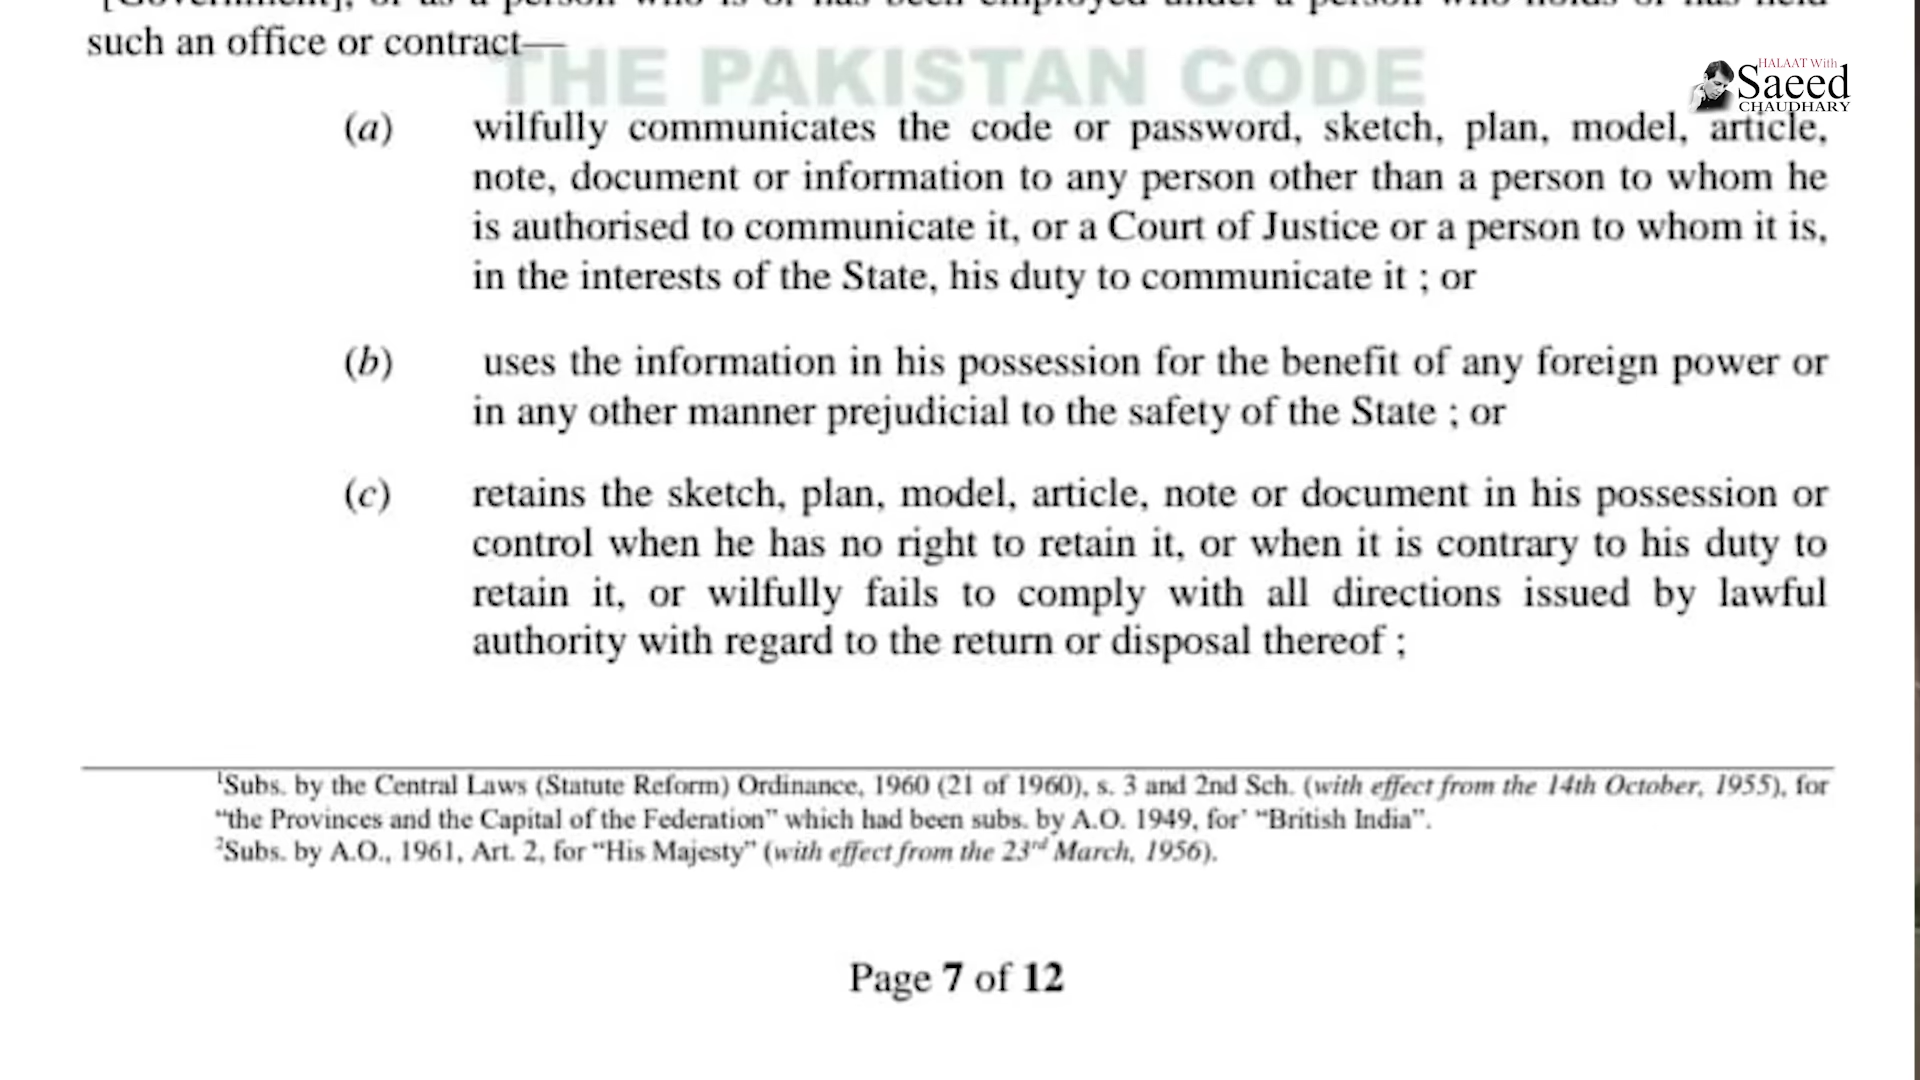 such an office or contract—
THE PAKISTAN CODE
HALAAT With
Saeed
CHAUDHARY
(a) wilfully communicates the code or password, sketch, plan, model, article,
note, document or information to any person other than a person to whom he
is authorised to communicate it, or a Court of Justice or a person to whom it is,
in the interests of the State, his duty to communicate it ; or
(b) uses the information in his possession for the benefit of any foreign power or
in any other manner prejudicial to the safety of the State ; or
(c) retains the sketch, plan, model, article, note or document in his possession or
control when he has no right to retain it, or when it is contrary to his duty to
retain it, or wilfully fails to comply with all directions issued by lawful
authority with regard to the return or disposal thereof ;
¹Subs. by the Central Laws (Statute Reform) Ordinance, 1960 (21 of 1960), s. 3 and 2nd Sch. (with effect from the 14th October, 1955), for
“the Provinces and the Capital of the Federation” which had been subs. by A.O. 1949, for’ “British India”.
²Subs. by A.O., 1961, Art. 2, for “His Majesty” (with effect from the 23rd March, 1956).
Page 7 of 12